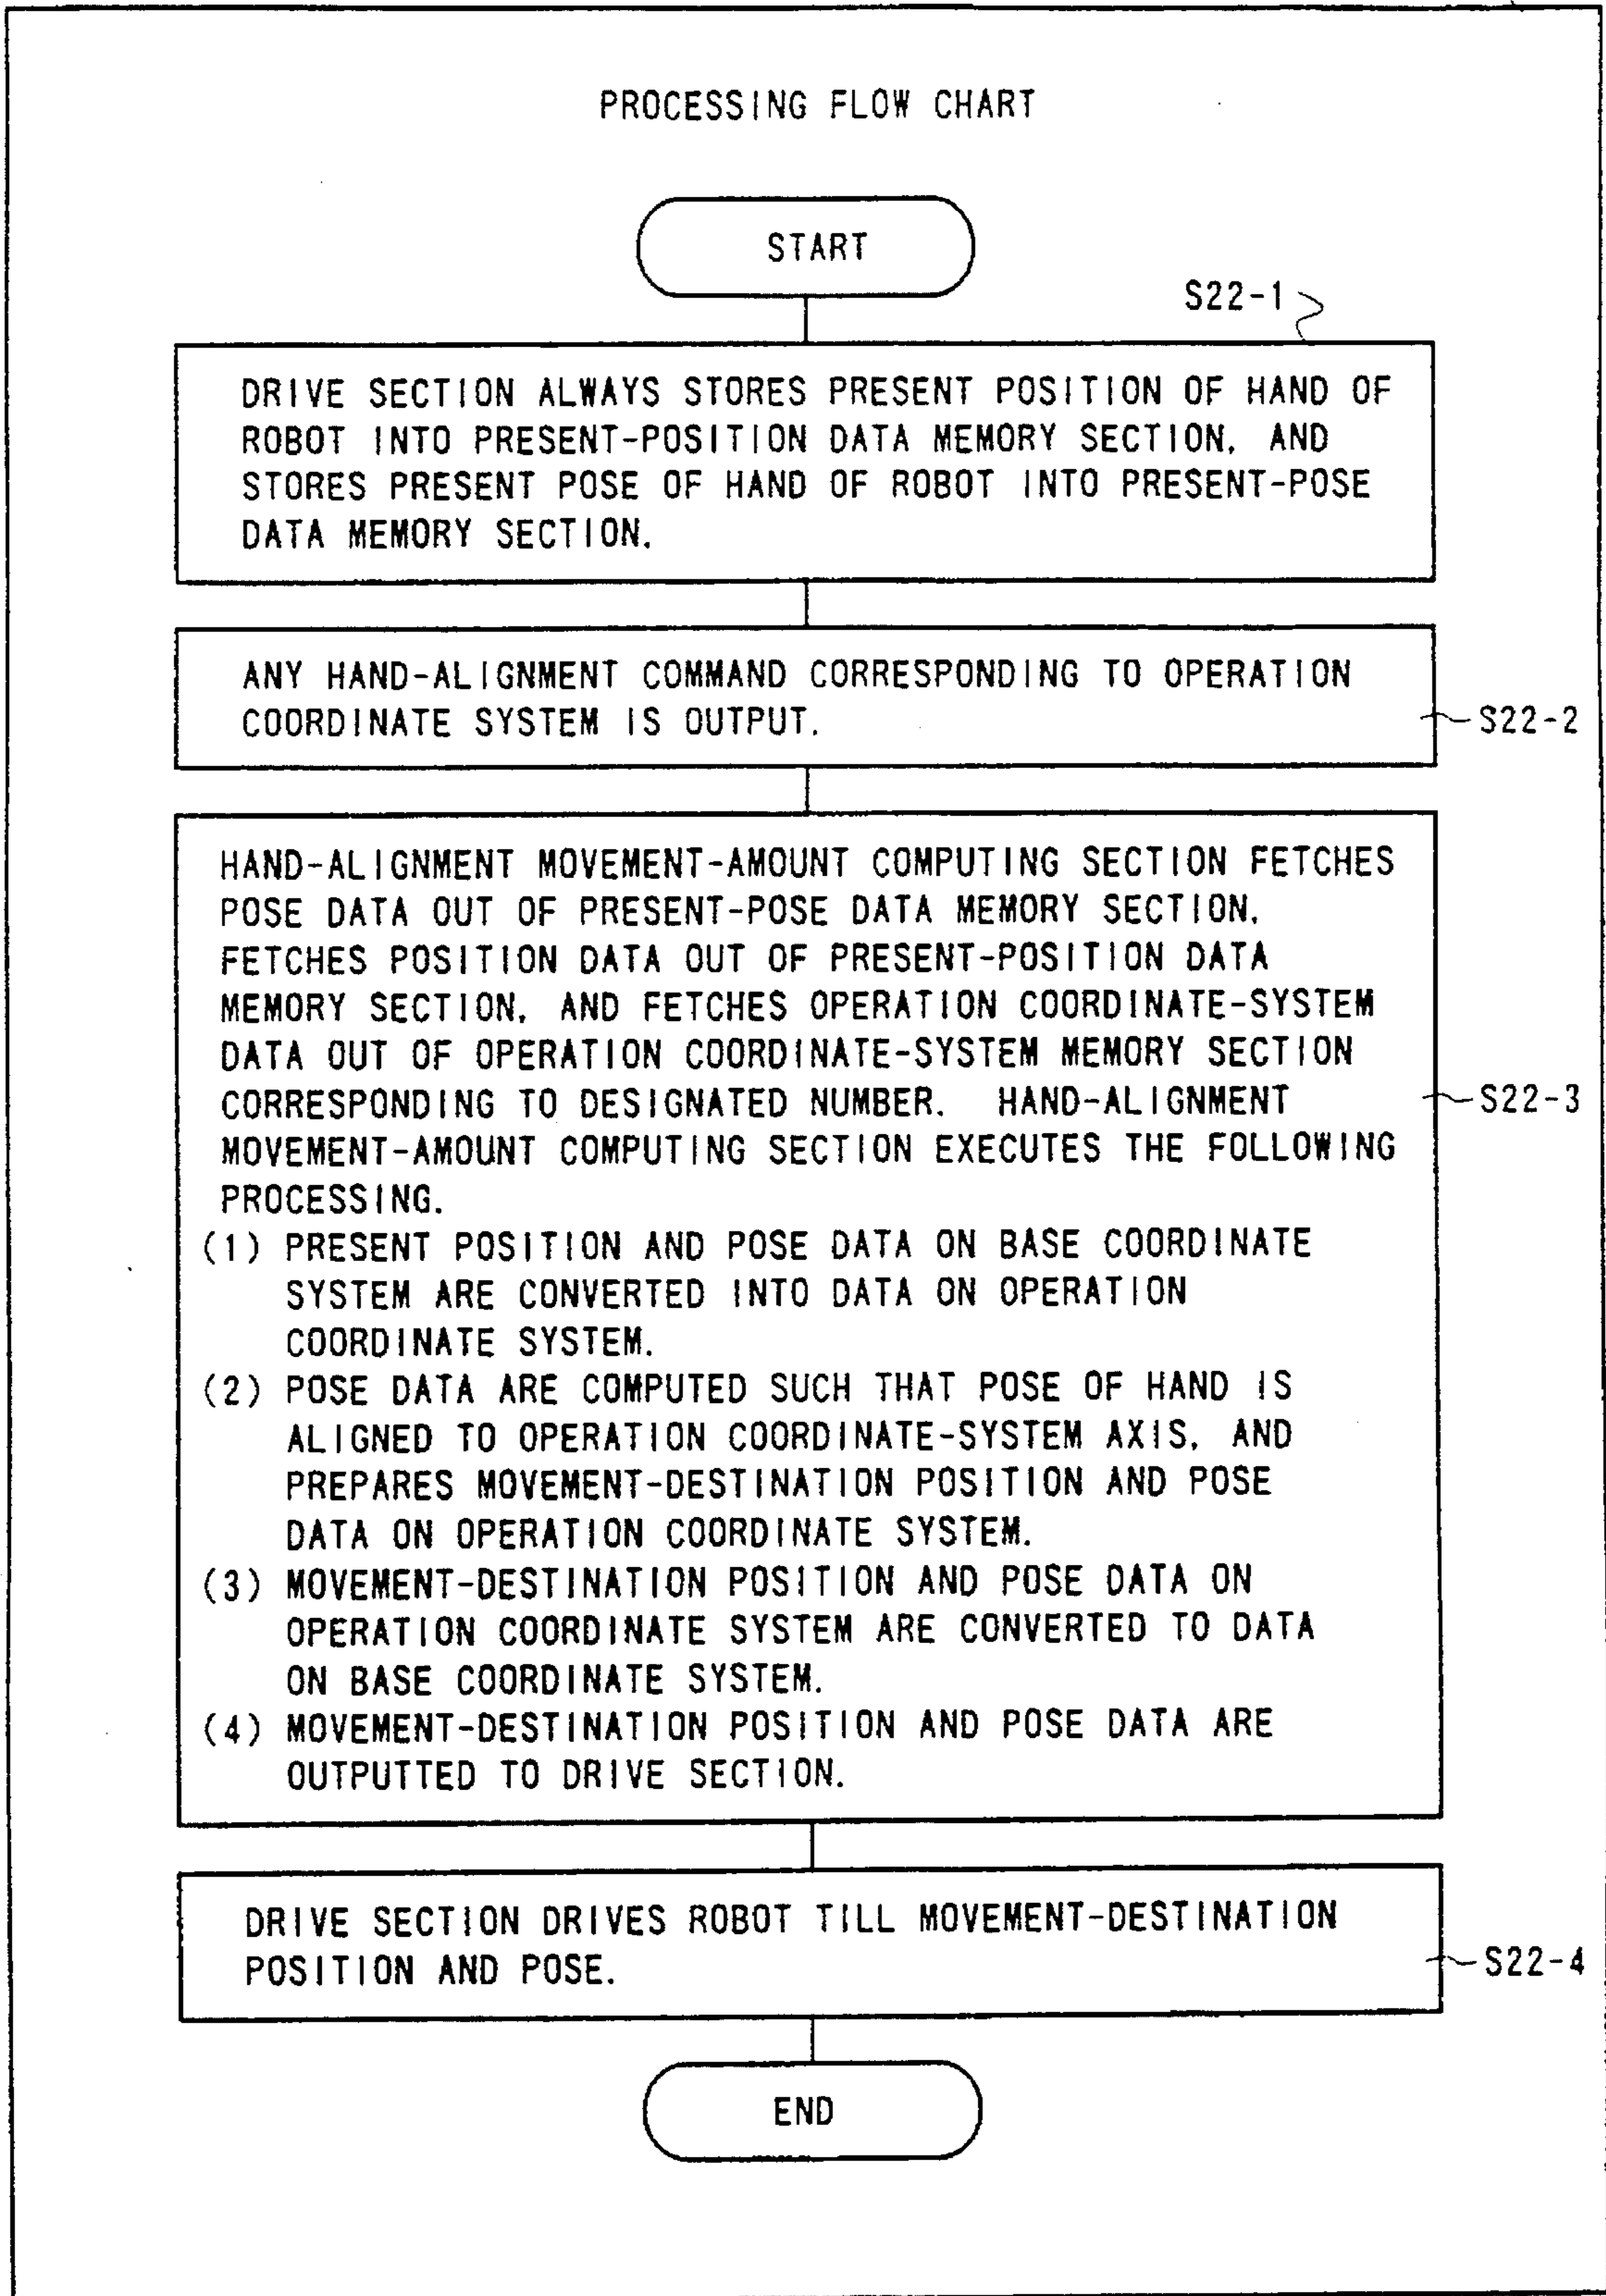 PROCESSING FLOW CHART
START
S22-1
DRIVE SECTION ALWAYS STORES PRESENT POSITION OF HAND OF
ROBOT INTO PRESENT-POSITION DATA MEMORY SECTION, AND
STORES PRESENT POSE OF HAND OF ROBOT INTO PRESENT-POSE
DATA MEMORY SECTION.
ANY HAND-ALIGNMENT COMMAND CORRESPONDING TO OPERATION
COORDINATE SYSTEM IS OUTPUT.
S22-2
HAND-ALIGNMENT MOVEMENT-AMOUNT COMPUTING SECTION FETCHES
POSE DATA OUT OF PRESENT-POSE DATA MEMORY SECTION,
FETCHES POSITION DATA OUT OF PRESENT-POSITION DATA
MEMORY SECTION, AND FETCHES OPERATION COORDINATE-SYSTEM
DATA OUT OF OPERATION COORDINATE-SYSTEM MEMORY SECTION
CORRESPONDING TO DESIGNATED NUMBER. HAND-ALIGNMENT
MOVEMENT-AMOUNT COMPUTING SECTION EXECUTES THE FOLLOWING
PROCESSING.
S22-3
(1) PRESENT POSITION AND POSE DATA ON BASE COORDINATE
SYSTEM ARE CONVERTED INTO DATA ON OPERATION
COORDINATE SYSTEM.
(2) POSE DATA ARE COMPUTED SUCH THAT POSE OF HAND IS
ALIGNED TO OPERATION COORDINATE-SYSTEM AXIS, AND
PREPARES MOVEMENT-DESTINATION POSITION AND POSE
DATA ON OPERATION COORDINATE SYSTEM.
(3) MOVEMENT-DESTINATION POSITION AND POSE DATA ON
OPERATION COORDINATE SYSTEM ARE CONVERTED TO DATA
ON BASE COORDINATE SYSTEM.
(4) MOVEMENT-DESTINATION POSITION AND POSE DATA ARE
OUTPUTTED TO DRIVE SECTION.
DRIVE SECTION DRIVES ROBOT TILL MOVEMENT-DESTINATION
POSITION AND POSE.
S22-4
END